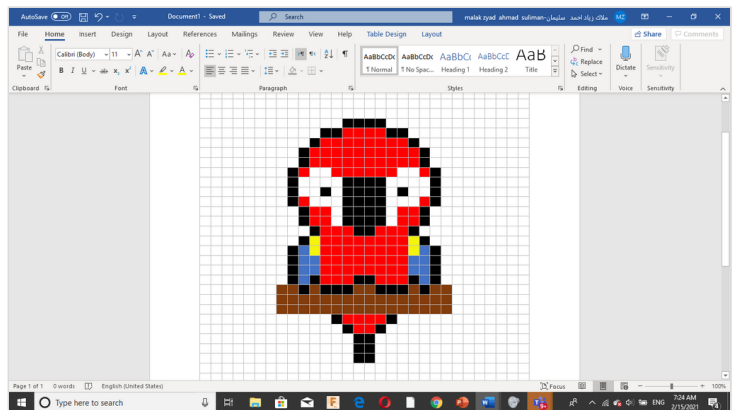 AutoSave Off Document1 - Saved Search malak zyad ahmad suliman-ملاك زياد احمد سليمان MZ
File Home Insert Design Layout References Mailings Review View Help Table Design Layout Share Comments
Calibri (Body) 11 A^ A˅ Aa A
AaBbCcDc AaBbCcDc AaBbCc AaBbCcE AaB Find
Paste B I U ab x₂ x² A A ¶ Normal ¶ No Spac... Heading 1 Heading 2 Title Replace Dictate Sensitivity
Select
Clipboard Font Paragraph Styles Editing Voice Sensitivity
Page 1 of 1 0 words English (United States) Focus 100%
Type here to search ENG 7:24 AM
2/15/2021